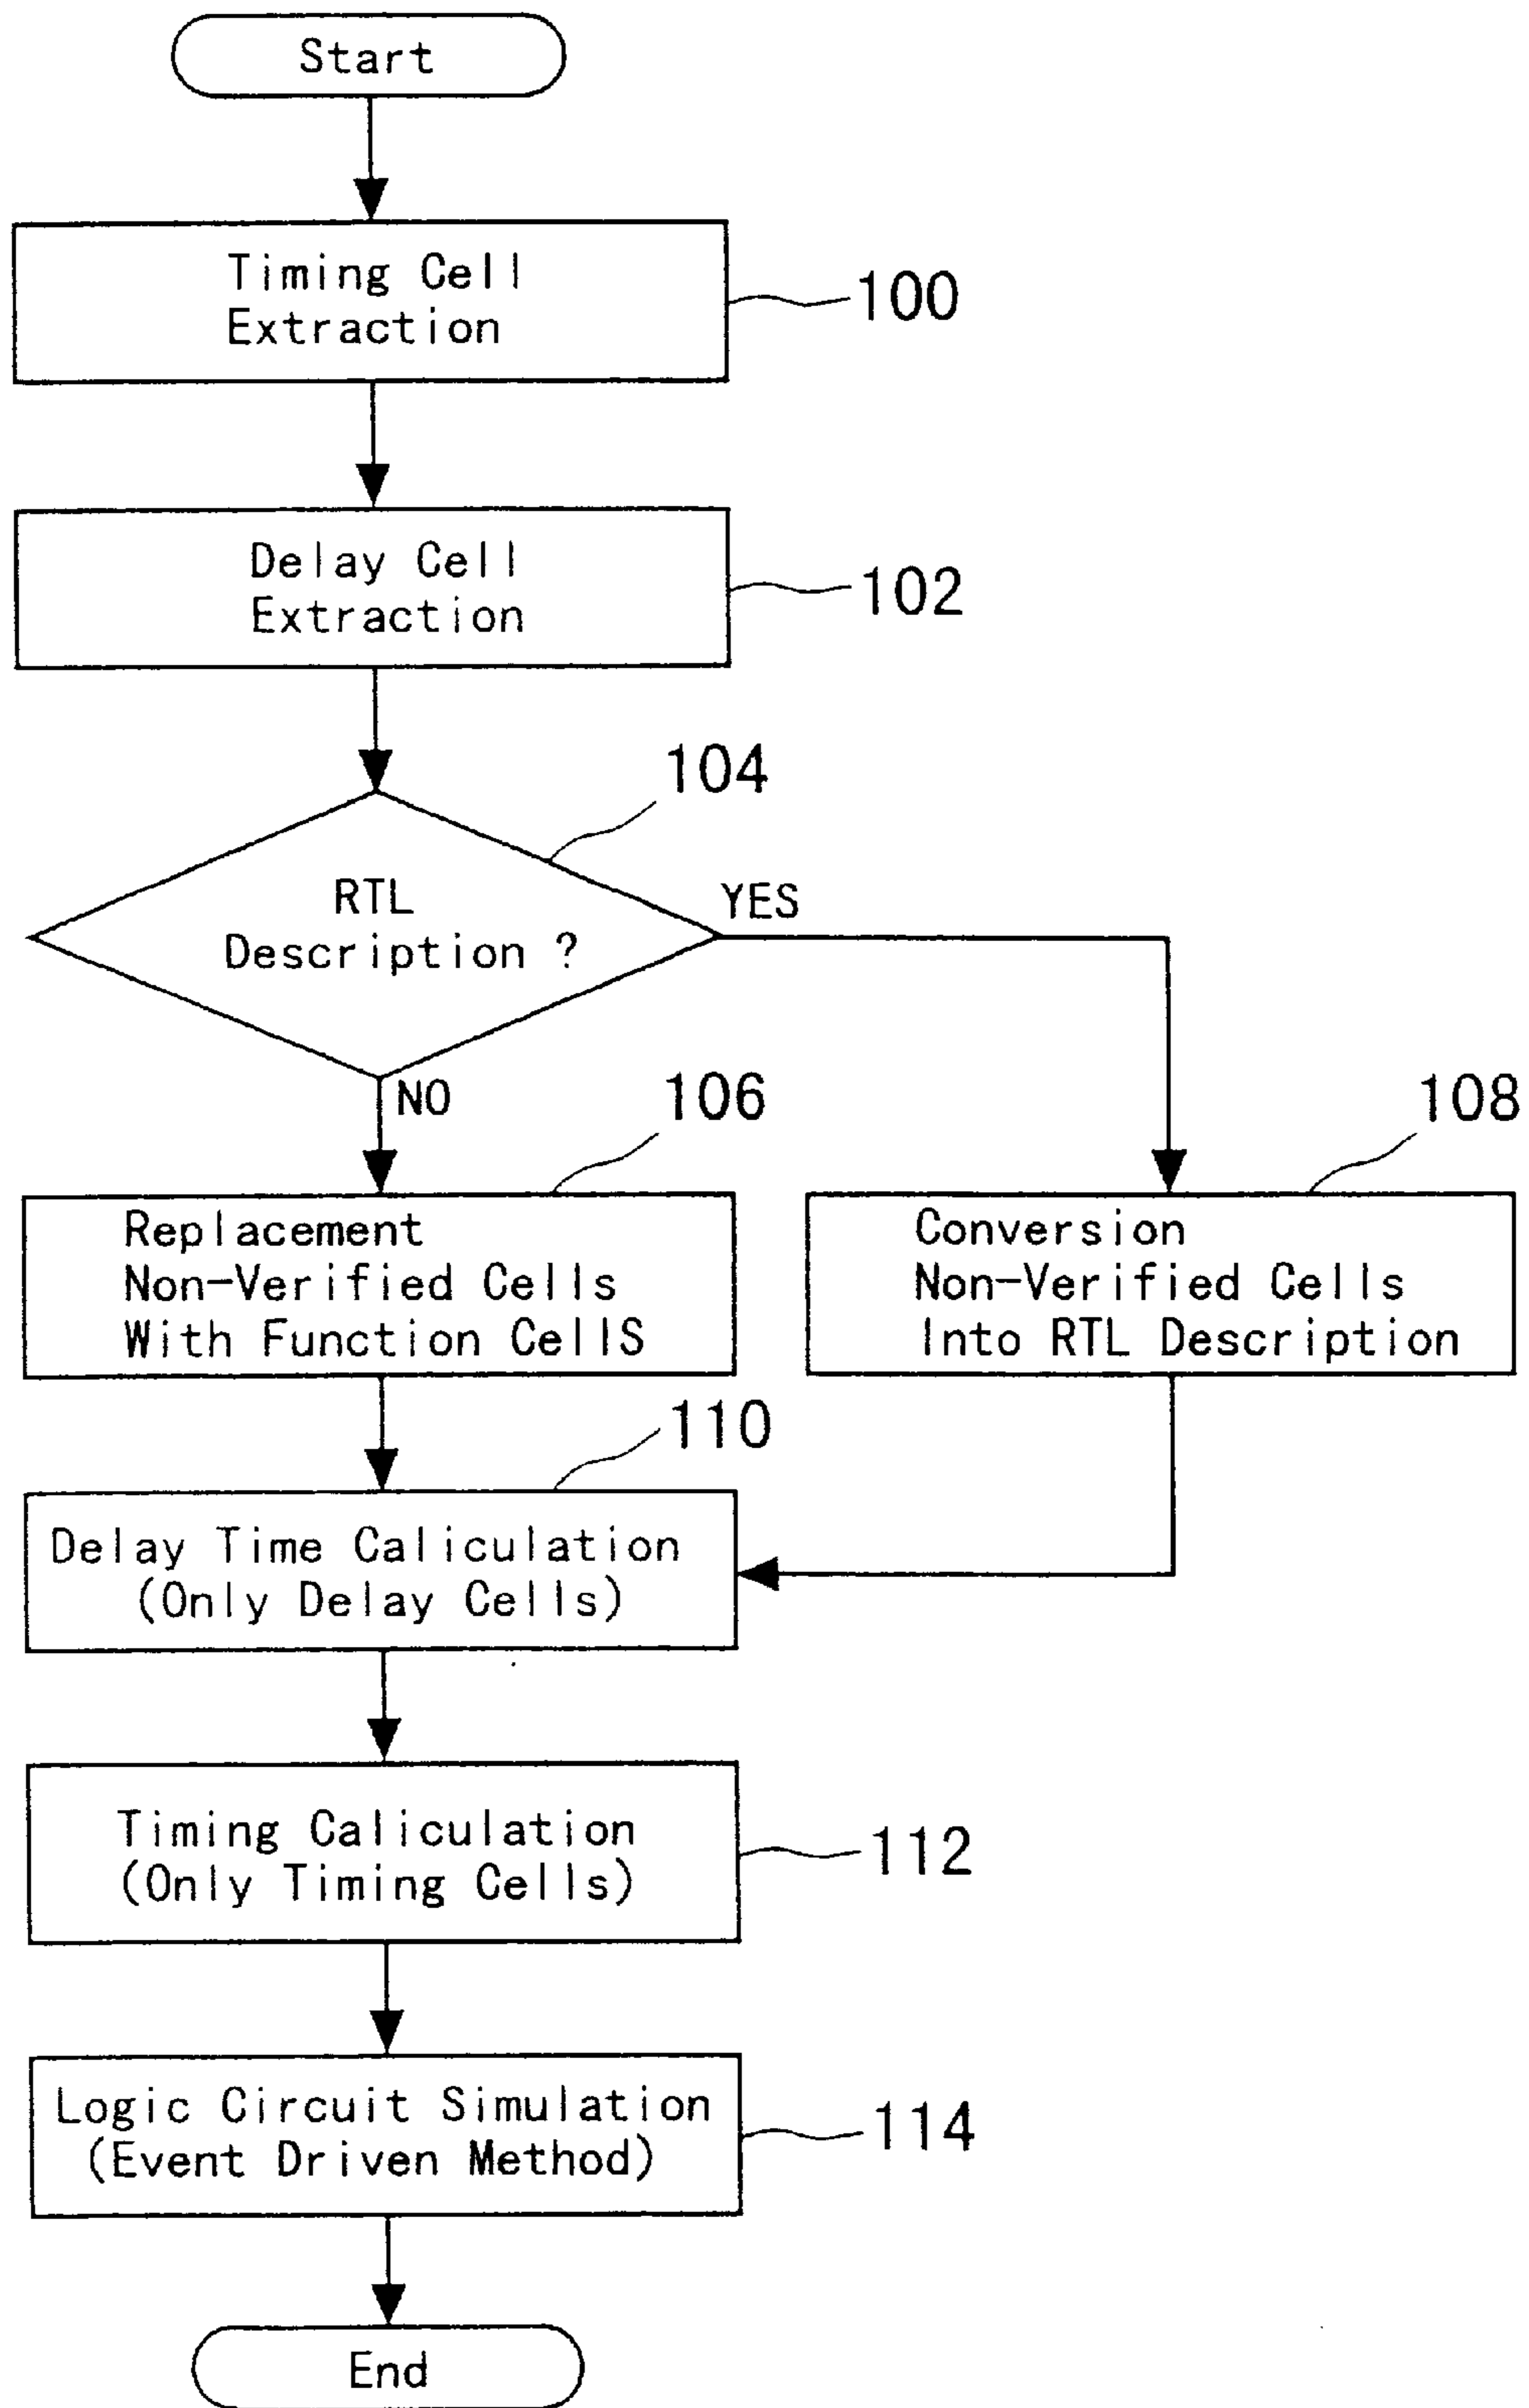 Start
Timing Cell
Extraction
100
Delay Cell
Extraction
102
104
RTL
Description ?
YES
NO
106
108
Replacement
Non-Verified Cells
With Function CellS
Conversion
Non-Verified Cells
Into RTL Description
110
Delay Time Caliculation
(Only Delay Cells)
Timing Caliculation
(Only Timing Cells)
112
Logic Circuit Simulation
(Event Driven Method)
114
End